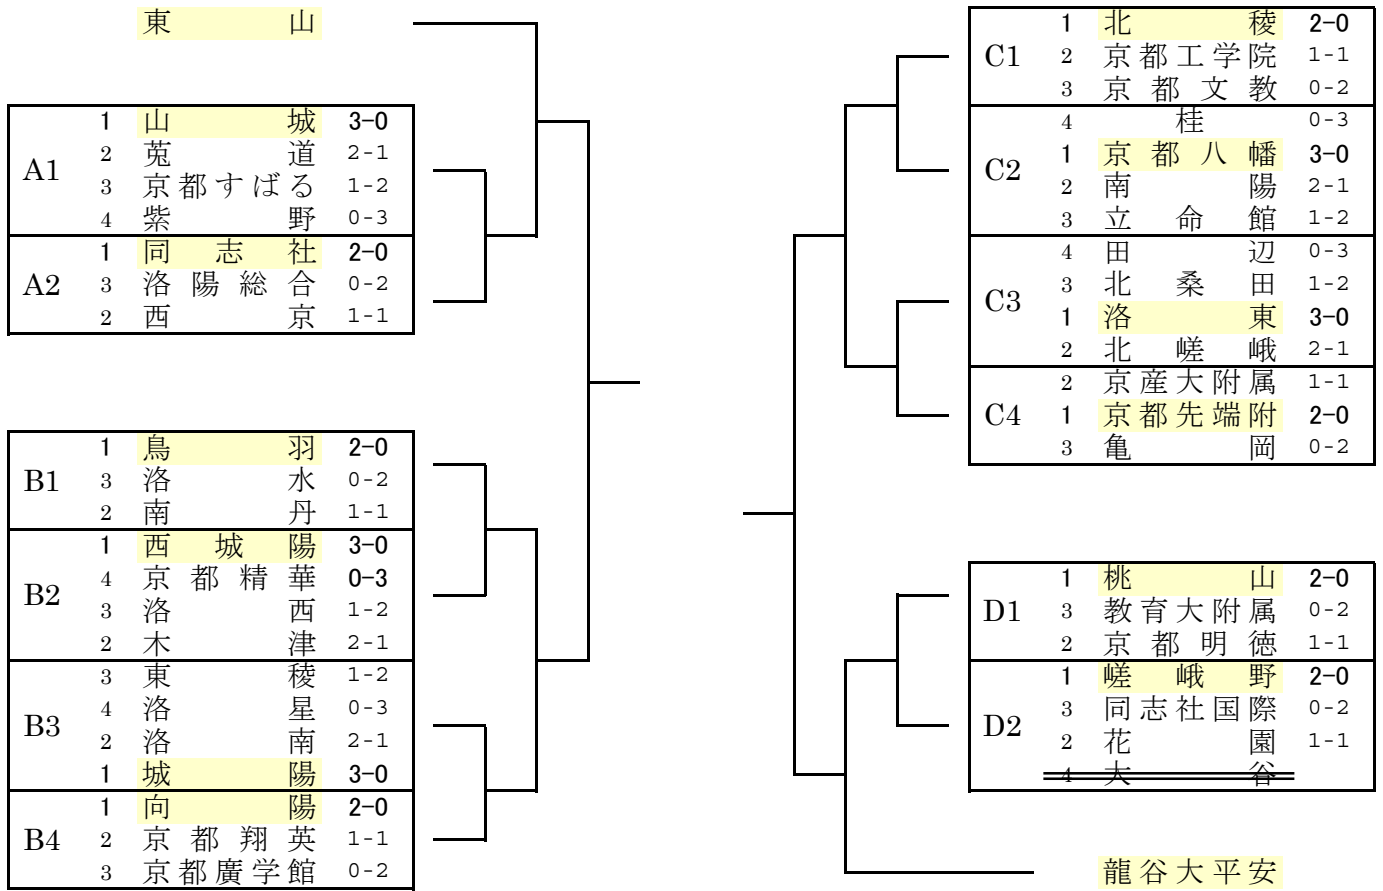 東山
A1
1 山城 3-0
2 莵道 2-1
3 京都すばる 1-2
4 紫野 0-3
A2
1 同志社 2-0
3 洛陽総合 0-2
2 西京 1-1
B1
1 鳥羽 2-0
3 洛水 0-2
2 南丹 1-1
B2
1 西城陽 3-0
4 京都精華 0-3
3 洛西 1-2
2 木津 2-1
B3
3 東稜 1-2
4 洛星 0-3
2 洛南 2-1
1 城陽 3-0
B4
1 向陽 2-0
2 京都翔英 1-1
3 京都廣学館 0-2
C1
1 北稜 2-0
2 京都工学院 1-1
3 京都文教 0-2
C2
4 桂 0-3
1 京都八幡 3-0
2 南陽 2-1
3 立命館 1-2
C3
4 田辺 0-3
3 北桑田 1-2
1 洛東 3-0
2 北嵯峨 2-1
C4
2 京産大附属 1-1
1 京都先端附 2-0
3 亀岡 0-2
D1
1 桃山 2-0
3 教育大附属 0-2
2 京都明徳 1-1
D2
1 嵯峨野 2-0
3 同志社国際 0-2
2 花園 1-1
4 大谷
龍谷大平安